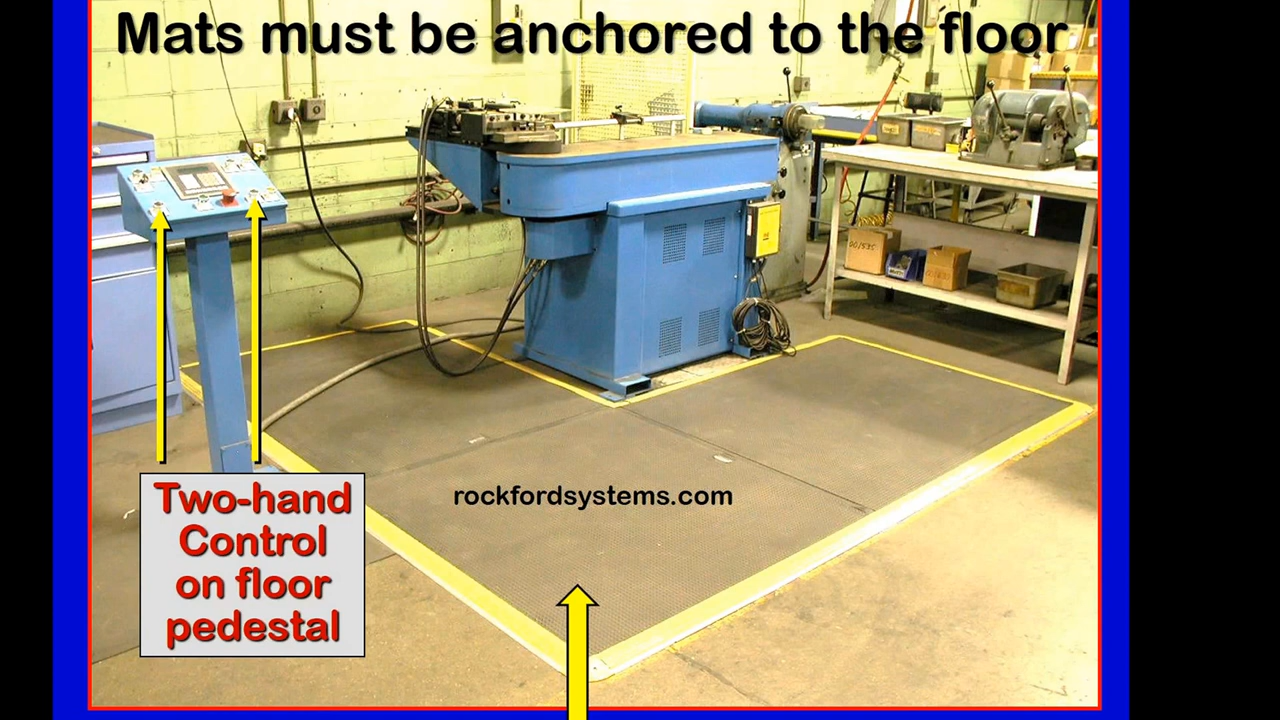 Mats must be anchored to the floor
rockfordsystems.com
Two-hand
Control
on floor
pedestal